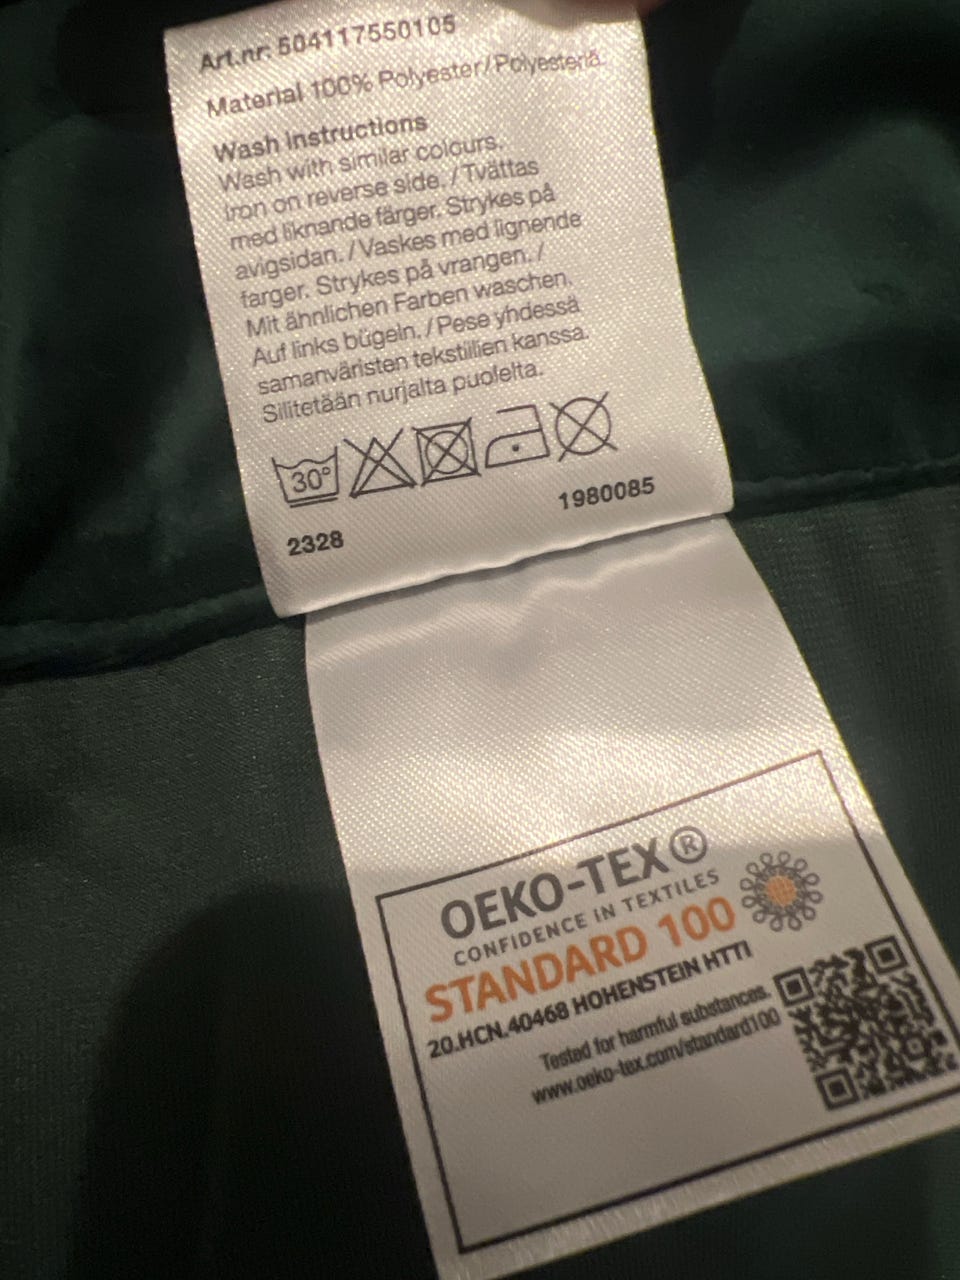 Art.nr: 504117550105
Material 100% Polyester/Polyesteriä.
Wash instructions
Wash with similar colours.
Iron on reverse side. / Tvättas
med liknande färger. Strykes på
avigsidan. / Vaskes med lignende
farger. Strykes på vrangen. /
Mit ähnlichen Farben waschen.
Auf links bügeln. / Pese yhdessä
samanväristen tekstiilien kanssa.
Silitetään nurjalta puolelta.
30°
2328 1980085
OEKO-TEX®
CONFIDENCE IN TEXTILES
STANDARD 100
20.HCN.40468 HOHENSTEIN HTTI
Tested for harmful substances.
www.oeko-tex.com/standard100